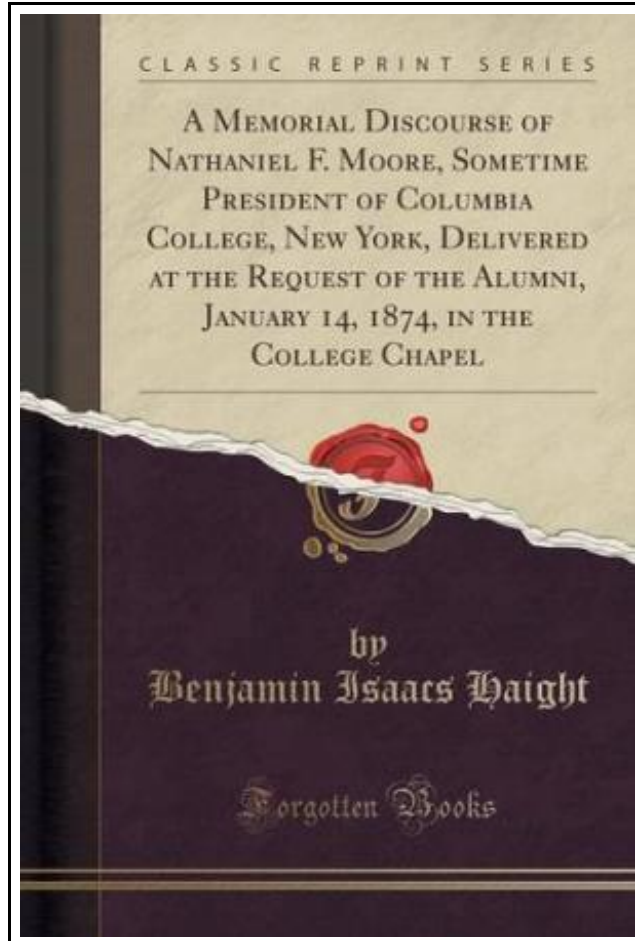 CLASSIC REPRINT SERIES
A MEMORIAL DISCOURSE OF
NATHANIEL F. MOORE, SOMETIME
PRESIDENT OF COLUMBIA
COLLEGE, NEW YORK, DELIVERED
AT THE REQUEST OF THE ALUMNI,
JANUARY 14, 1874, IN THE
COLLEGE CHAPEL
by
Benjamin Isaacs Haight
Forgotten Books